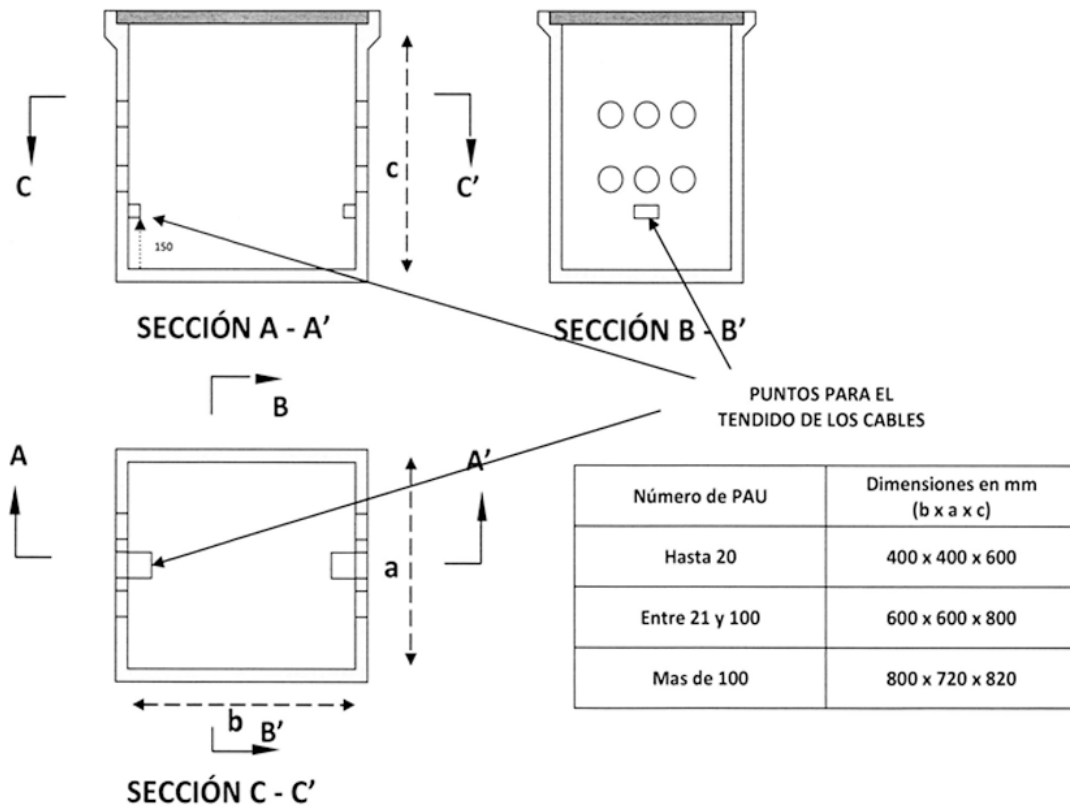 C
c
C'
150
SECCIÓN A - A'
SECCIÓN B - B'
B
PUNTOS PARA EL
TENDIDO DE LOS CABLES
A
A'
a
b
B'
SECCIÓN C - C'
Número de PAU
Dimensiones en mm
(b x a x c)
Hasta 20
400 x 400 x 600
Entre 21 y 100
600 x 600 x 800
Mas de 100
800 x 720 x 820